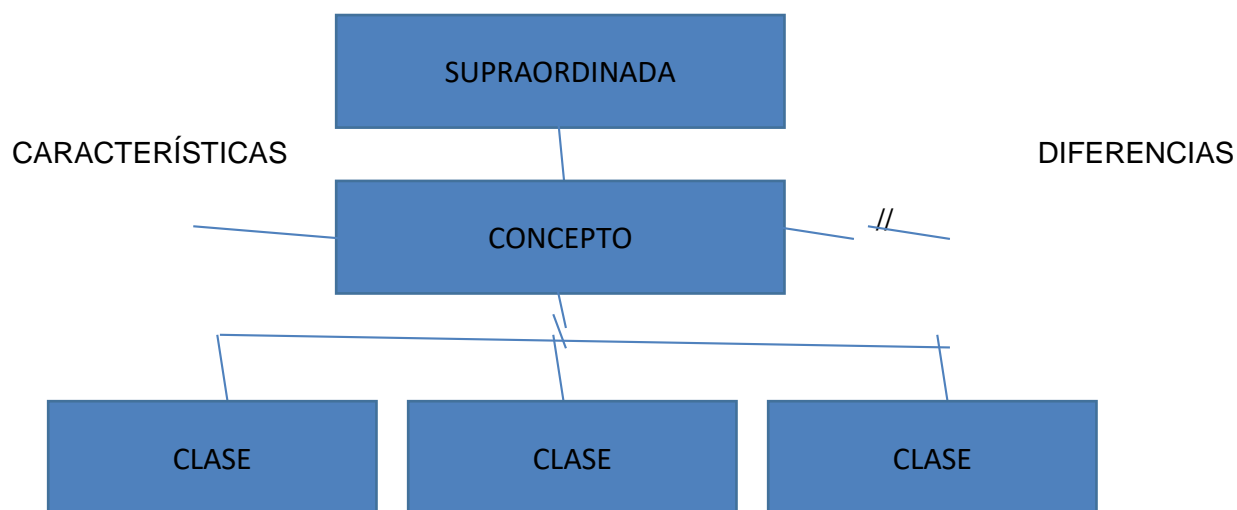 SUPRAORDINADA
CARACTERÍSTICAS
DIFERENCIAS
CONCEPTO
//
CLASE
CLASE
CLASE